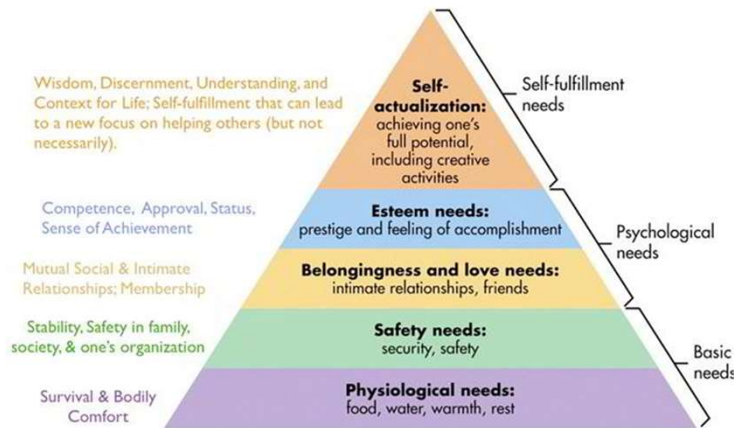 Wisdom, Discernment, Understanding, and
Context for Life; Self-fulfillment that can lead
to a new focus on helping others (but not
necessarily).
Self-
actualization:
achieving one's
full potential,
including creative
activities
Self-fulfillment
needs
Competence, Approval, Status,
Sense of Achievement
Esteem needs:
prestige and feeling of accomplishment
Psychological
needs
Mutual Social & Intimate
Relationships; Membership
Belongingness and love needs:
intimate relationships, friends
Stability, Safety in family,
society, & one's organization
Safety needs:
security, safety
Basic
needs
Survival & Bodily
Comfort
Physiological needs:
food, water, warmth, rest